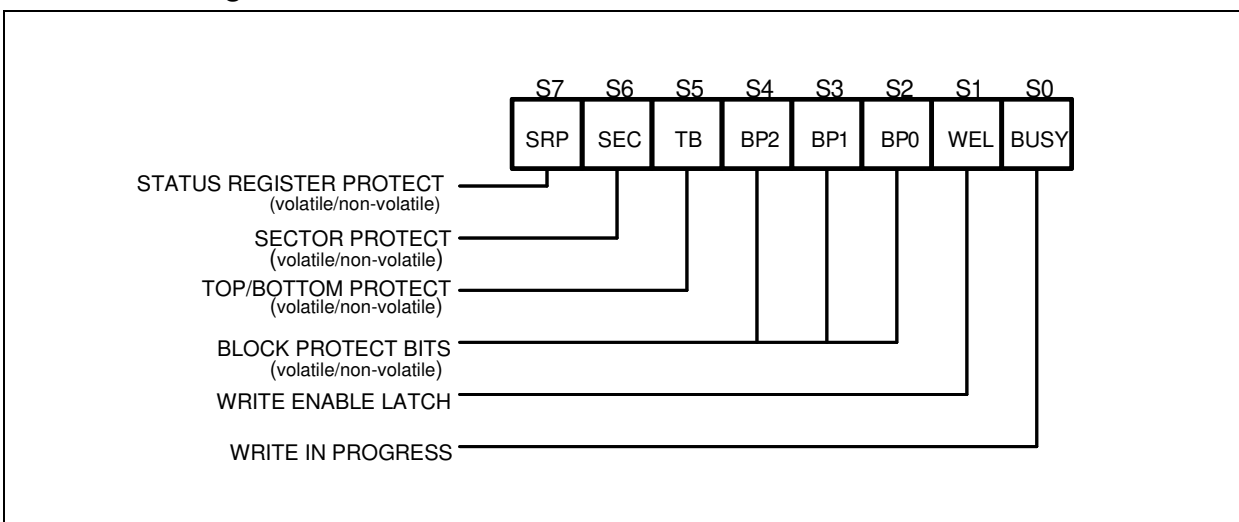 S7 S6 S5 S4 S3 S2 S1 S0
SRP SEC TB BP2 BP1 BP0 WEL BUSY
STATUS REGISTER PROTECT
(volatile/non-volatile)
SECTOR PROTECT
(volatile/non-volatile)
TOP/BOTTOM PROTECT
(volatile/non-volatile)
BLOCK PROTECT BITS
(volatile/non-volatile)
WRITE ENABLE LATCH
WRITE IN PROGRESS